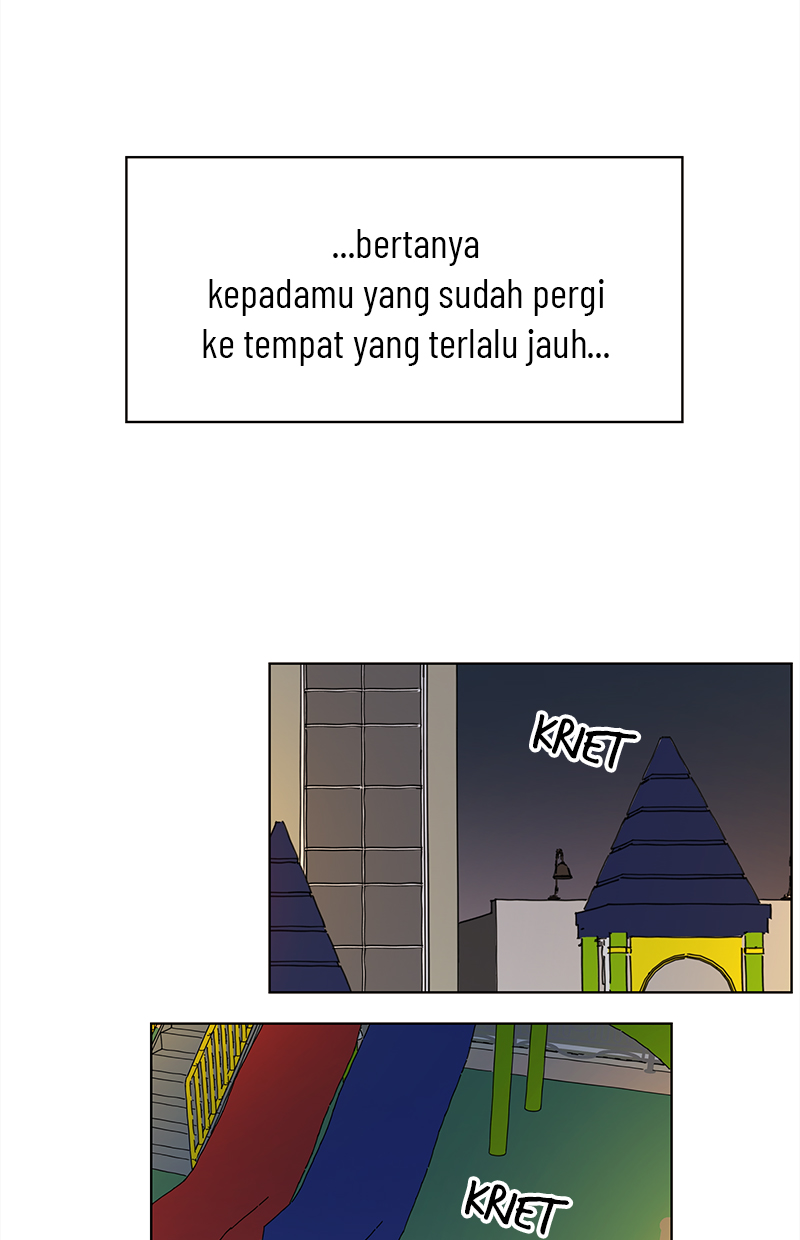 ...bertanya
kepadamu yang sudah pergi
ke tempat yang terlalu jauh...
KRIET
KRIET